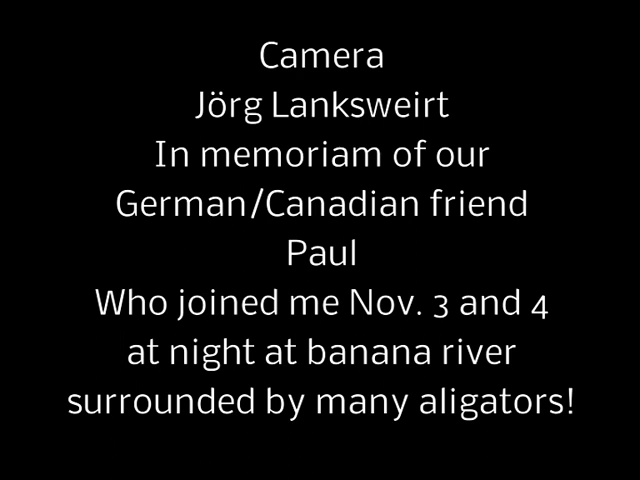 Camera
Jörg Lanksweirt
In memoriam of our
German/Canadian friend
Paul
Who joined me Nov. 3 and 4
at night at banana river
surrounded by many aligators!